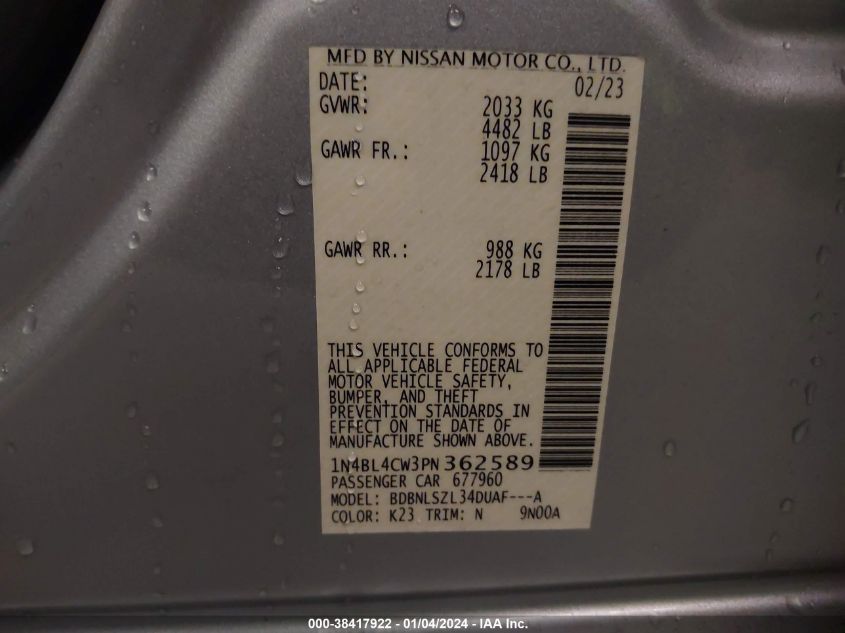 MFD BY NISSAN MOTOR CO., LTD.
DATE: 02/23
GVWR: 2033 KG
4482 LB
GAWR FR.: 1097 KG
2418 LB
GAWR RR.: 988 KG
2178 LB
THIS VEHICLE CONFORMS TO
ALL APPLICABLE FEDERAL
MOTOR VEHICLE SAFETY,
BUMPER, AND THEFT
PREVENTION STANDARDS IN
EFFECT ON THE DATE OF
MANUFACTURE SHOWN ABOVE.
1N4BL4CW3PN362589
PASSENGER CAR 677960
MODEL: BDBNLSZL34DUAF---A
COLOR: K23 TRIM: N 9N00A
000-38417922 - 01/04/2024 - IAA Inc.